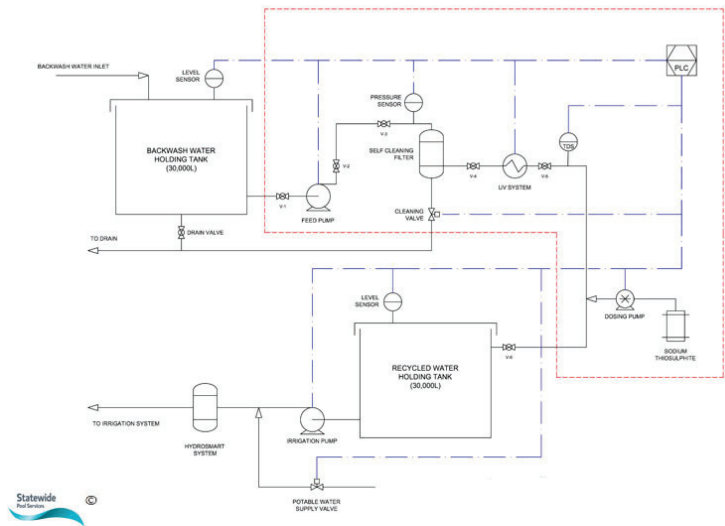 BACKWASH WATER INLET
LEVEL
SENSOR
PLC
PRESSURE
SENSOR
V-3
TDS
BACKWASH WATER
HOLDING TANK
(30,000L)
SELF CLEANING
FILTER
V-2
V-4
V-5
UV SYSTEM
V-1
FEED PUMP
CLEANING
VALVE
DRAIN VALVE
TO DRAIN
LEVEL
SENSOR
DOSING PUMP
SODIUM
THIOSULPHITE
V-6
RECYCLED WATER
HOLDING TANK
(30,000L)
TO IRRIGATION SYSTEM
HYDROSMART
SYSTEM
IRRIGATION PUMP
POTABLE WATER
SUPPLY VALVE
Statewide
Pool Services
©